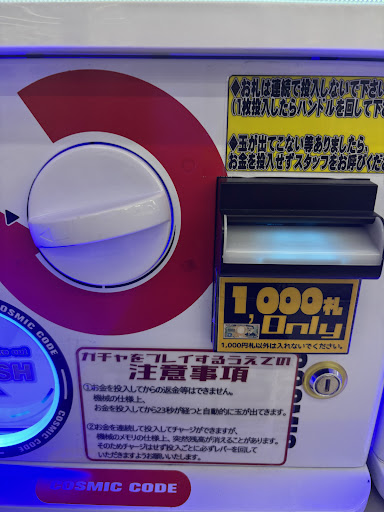 ◆お札は連続で投入しないで下さい
(1枚投入したらハンドルを回して下さ
◆玉が出てこない等ありましたら、
お金を投入せずスタッフをお呼びくださ
1,000札
Only
1,000円札以外は入れないでください。
ガチャをプレイするうえでの
注意事項
①お金を投入してからの返金等はできません。
機械の仕様上、
お金を投入してから23秒が経つと自動的に玉が出てきます。
②お金を連続して投入してチャージができますが、
機械のメモリの仕様上、突然残高が消えることがあります。
そのためチャージはせず投入ごとに必ずレバーを回して
いただきますようお願いいたします。
COSMIC CODE
COSMIC CODE
COSMIC CODE